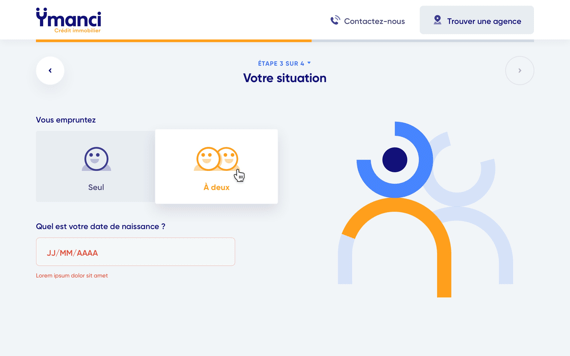 Ymanci
Crédit immobilier
Contactez-nous
Trouver une agence
ÉTAPE 3 SUR 4
Votre situation
Vous empruntez
Seul
À deux
Quel est votre date de naissance ?
JJ/MM/AAAA
Lorem ipsum dolor sit amet